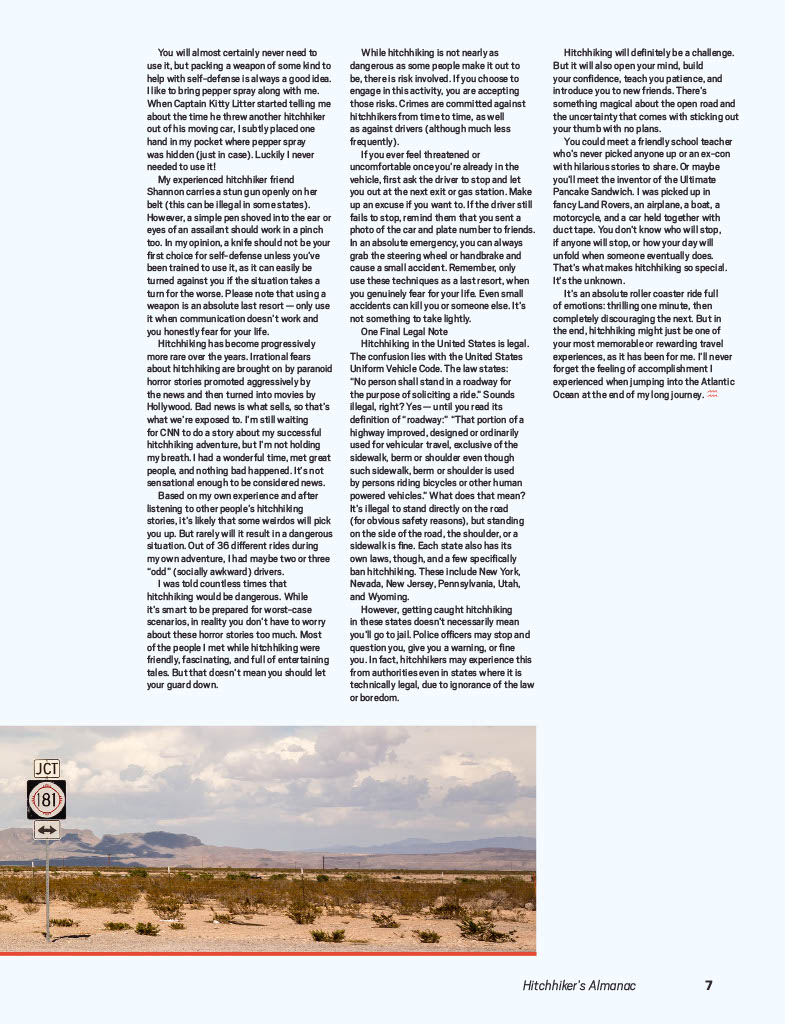 You will almost certainly never need to
use it, but packing a weapon of some kind to
help with self-defense is always a good idea.
I like to bring pepper spray along with me.
When Captain Kitty Litter started telling me
about the time he threw another hitchhiker
out of his moving car, I subtly placed one
hand in my pocket where pepper spray
was hidden (just in case). Luckily I never
needed to use it!
My experienced hitchhiker friend
Shannon carries a stun gun openly on her
belt (this can be illegal in some states).
However, a simple pen shoved into the ear or
eyes of an assailant should work in a pinch
too. In my opinion, a knife should not be your
first choice for self-defense unless you've
been trained to use it, as it can easily be
turned against you if the situation takes a
turn for the worse. Please note that using a
weapon is an absolute last resort — only use
it when communication doesn't work and
you honestly fear for your life.
Hitchhiking has become progressively
more rare over the years. Irrational fears
about hitchhiking are brought on by paranoid
horror stories promoted aggressively by
the news and then turned into movies by
Hollywood. Bad news is what sells, so that's
what we're exposed to. I'm still waiting
for CNN to do a story about my successful
hitchhiking adventure, but I'm not holding
my breath. I had a wonderful time, met great
people, and nothing bad happened. It's not
sensational enough to be considered news.
Based on my own experience and after
listening to other people's hitchhiking
stories, it's likely that some weirdos will pick
you up. But rarely will it result in a dangerous
situation. Out of 36 different rides during
my own adventure, I had maybe two or three
"odd" (socially awkward) drivers.
I was told countless times that
hitchhiking would be dangerous. While
it's smart to be prepared for worst-case
scenarios, in reality you don't have to worry
about these horror stories too much. Most
of the people I met while hitchhiking were
friendly, fascinating, and full of entertaining
tales. But that doesn't mean you should let
your guard down.
While hitchhiking is not nearly as
dangerous as some people make it out to
be, there is risk involved. If you choose to
engage in this activity, you are accepting
those risks. Crimes are committed against
hitchhikers from time to time, as well
as against drivers (although much less
frequently).
If you ever feel threatened or
uncomfortable once you're already in the
vehicle, first ask the driver to stop and let
you out at the next exit or gas station. Make
up an excuse if you want to. If the driver still
fails to stop, remind them that you sent a
photo of the car and plate number to friends.
In an absolute emergency, you can always
grab the steering wheel or handbrake and
cause a small accident. Remember, only
use these techniques as a last resort, when
you genuinely fear for your life. Even small
accidents can kill you or someone else. It's
not something to take lightly.
One Final Legal Note
Hitchhiking in the United States is legal.
The confusion lies with the United States
Uniform Vehicle Code. The law states:
"No person shall stand in a roadway for
the purpose of soliciting a ride." Sounds
illegal, right? Yes — until you read its
definition of "roadway:" "That portion of a
highway improved, designed or ordinarily
used for vehicular travel, exclusive of the
sidewalk, berm or shoulder even though
such sidewalk, berm or shoulder is used
by persons riding bicycles or other human
powered vehicles." What does that mean?
It's illegal to stand directly on the road
(for obvious safety reasons), but standing
on the side of the road, the shoulder, or a
sidewalk is fine. Each state also has its
own laws, though, and a few specifically
ban hitchhiking. These include New York,
Nevada, New Jersey, Pennsylvania, Utah,
and Wyoming.
However, getting caught hitchhiking
in these states doesn't necessarily mean
you'll go to jail. Police officers may stop and
question you, give you a warning, or fine
you. In fact, hitchhikers may experience this
from authorities even in states where it is
technically legal, due to ignorance of the law
or boredom.
Hitchhiking will definitely be a challenge.
But it will also open your mind, build
your confidence, teach you patience, and
introduce you to new friends. There's
something magical about the open road and
the uncertainty that comes with sticking out
your thumb with no plans.
You could meet a friendly school teacher
who's never picked anyone up or an ex-con
with hilarious stories to share. Or maybe
you'll meet the inventor of the Ultimate
Pancake Sandwich. I was picked up in
fancy Land Rovers, an airplane, a boat, a
motorcycle, and a car held together with
duct tape. You don't know who will stop,
if anyone will stop, or how your day will
unfold when someone eventually does.
That's what makes hitchhiking so special.
It's the unknown.
It's an absolute roller coaster ride full
of emotions: thrilling one minute, then
completely discouraging the next. But in
the end, hitchhiking might just be one of
your most memorable or rewarding travel
experiences, as it has been for me. I'll never
forget the feeling of accomplishment I
experienced when jumping into the Atlantic
Ocean at the end of my long journey.
JCT
181
Hitchhiker's Almanac 7